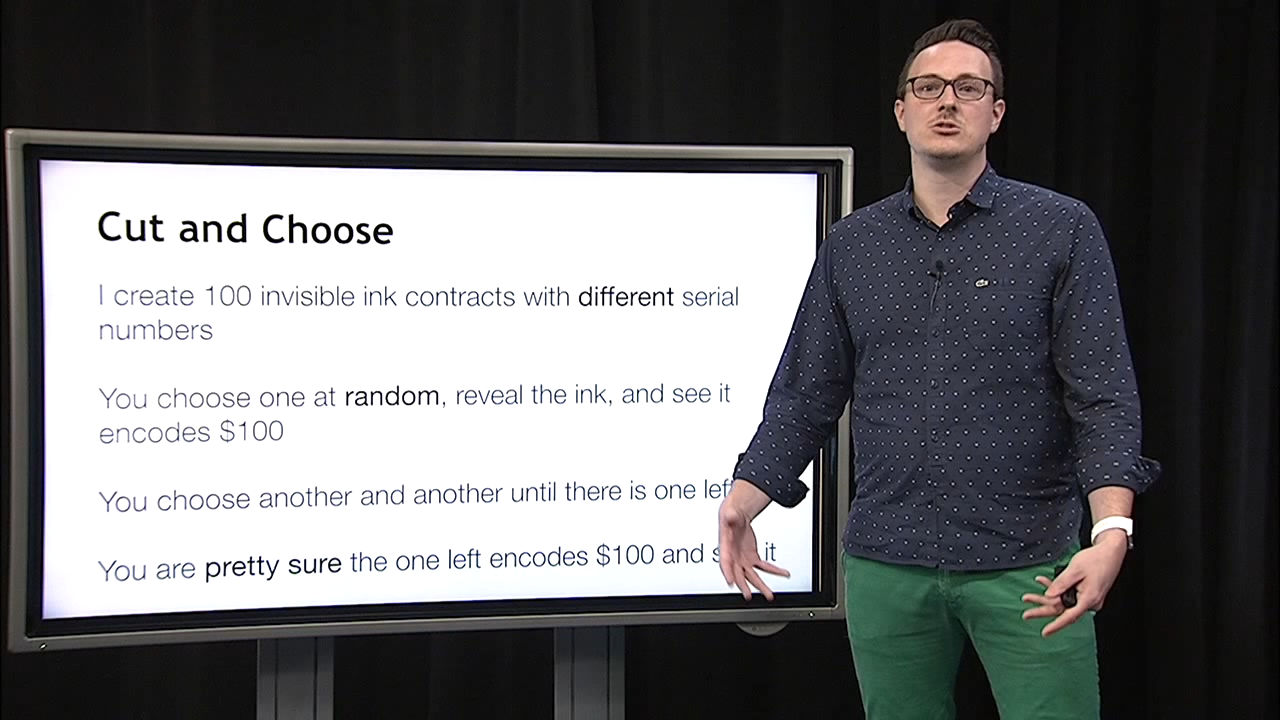 Cut and Choose
I create 100 invisible ink contracts with different serial
numbers
You choose one at random, reveal the ink, and see it
encodes $100
You choose another and another until there is one left
You are pretty sure the one left encodes $100 and it